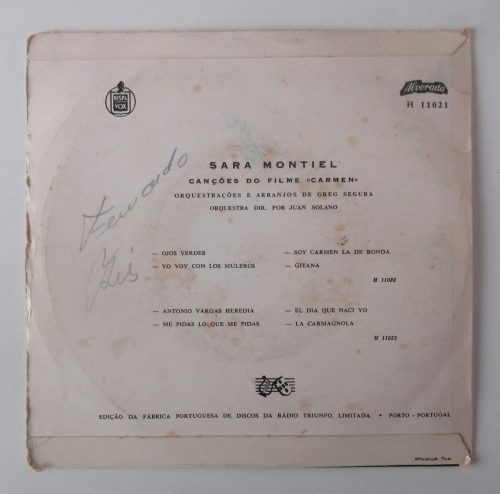 HISPA
VOX
Alvorada
H 11021
SARA MONTIEL
CANÇÕES DO FILME «CARMEN»
ORQUESTRAÇÕES E ARRANJOS DE GREG SEGURA
ORQUESTRA DIR. POR JUAN SOLANO
— OJOS VERDES
— SOY CARMEN LA DE RONDA
— YO VOY CON LOS MULEROS
— GITANA
H 11022
— ANTONIO VARGAS HEREDIA
— EL DIA QUE NACI YO
— ME PIDAS LO QUE ME PIDAS
— LA CARMAGNOLA
H 11023
Fernando
EDIÇÃO DA FÁBRICA PORTUGUESA DE DISCOS DA RÁDIO TRIUNFO, LIMITADA • PORTO - PORTUGAL